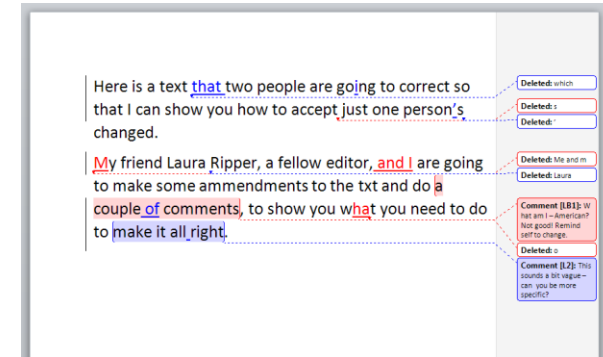 Here is a text that two people are going to correct so
that I can show you how to accept just one person's
changed.
My friend Laura Ripper, a fellow editor, and I are going
to make some ammendments to the txt and do a
couple of comments, to show you what you need to do
to make it all right.
Deleted: which
Deleted: s
Deleted: '
Deleted: Me and m
Deleted: Laura
Comment [LB1]: W
hat am I – American?
Not good! Remind
self to change.
Deleted: o
Comment [L2]: This
sounds a bit vague –
can you be more
specific?